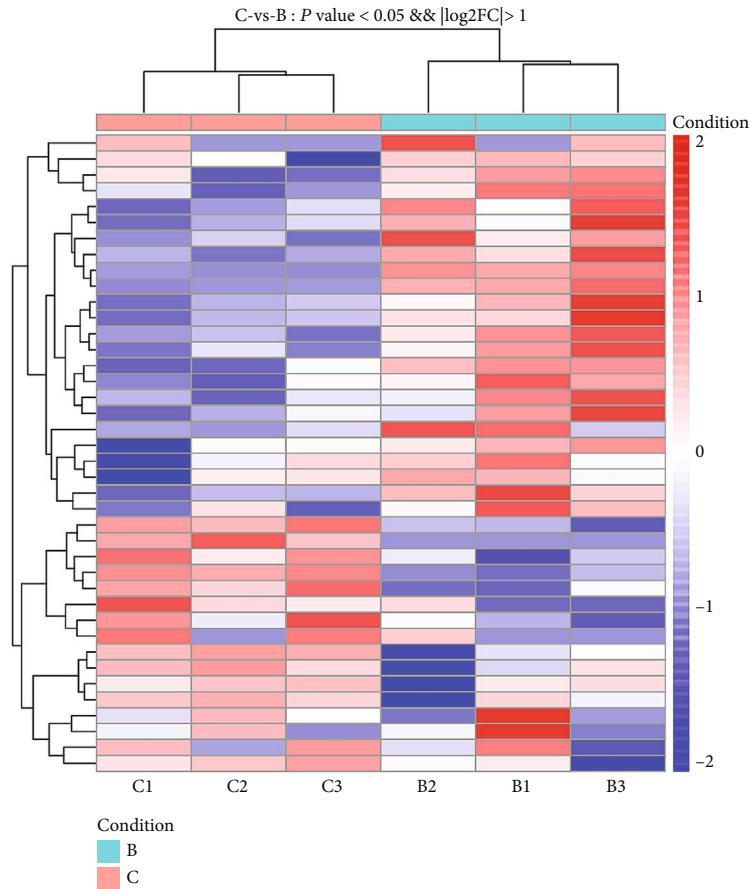 C-vs-B : P value < 0.05 && |log2FC|> 1
Condition
2
1
0
−1
−2
C1 C2 C3 B2 B1 B3
Condition
B
C